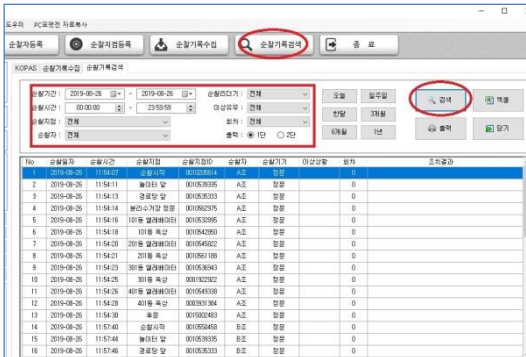 도우미 PC포맷전 자료복사
순찰자등록 순찰지점등록 순찰기록수집 순찰기록검색 종 료
KOPAS 순찰기록수집 순찰기록검색
순찰기간 : 2019-08-26 - 2019-08-26 순찰리더기 : 전체 오늘 일주일 검색 엑셀
순찰시간 : 00:00:00 - 23:59:59 이상유무 : 전체 한달 3개월
순찰지점 : 전체 회차 : 전체 출력 닫기
순찰자 : 전체 출력 : 1단 2단 6개월 1년
No 순찰일자 순찰시간 순찰지점 순찰지점ID 순찰자 순찰기기 이상상황 회차 조치결과
1 2019-08-26 11:54:07 순찰시작 A조 정문 0
2 2019-08-26 11:54:11 놀이터 앞 0010539335 A조 정문 0
3 2019-08-26 11:54:13 경로당 앞 0010535333 A조 정문 0
4 2019-08-26 11:54:14 분리수거장 정문 0010562975 A조 정문 0
5 2019-08-26 11:54:16 101동 엘레베이터 0010532895 A조 정문 0
6 2019-08-26 11:54:18 101동 옥상 0010542850 A조 정문 0
7 2019-08-26 11:54:20 201동 엘레베이터 0010545822 A조 정문 0
8 2019-08-26 11:54:21 201동 옥상 0010561188 A조 정문 0
9 2019-08-26 11:54:23 301동 엘레베이터 0010536943 A조 정문 0
10 2019-08-26 11:54:25 301동 옥상 A조 정문 0
11 2019-08-26 11:54:26 401동 엘레베이터 0010549338 A조 정문 0
12 2019-08-26 11:54:28 401동 옥상 0003931384 A조 정문 0
13 2019-08-26 11:54:30 후문 0015802483 A조 정문 0
14 2019-08-26 11:57:40 순찰시작 0010558458 B조 정문 0
15 2019-08-26 11:57:44 놀이터 앞 0010539335 B조 정문 0
16 2019-08-26 11:57:46 경로당 앞 0010535333 B조 정문 0